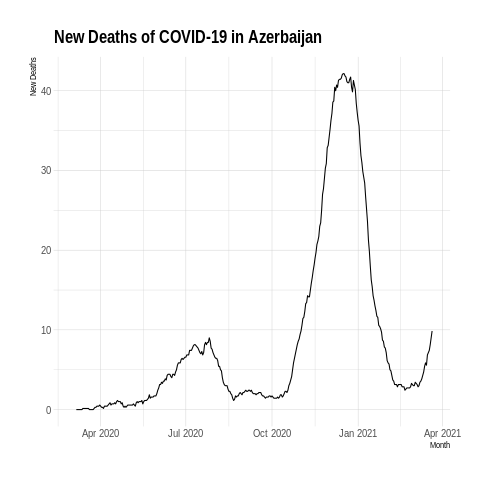 New Deaths of COVID-19 in Azerbaijan
New Deaths
40
30
20
10
0
Apr 2020 Jul 2020 Oct 2020 Jan 2021 Apr 2021
Month